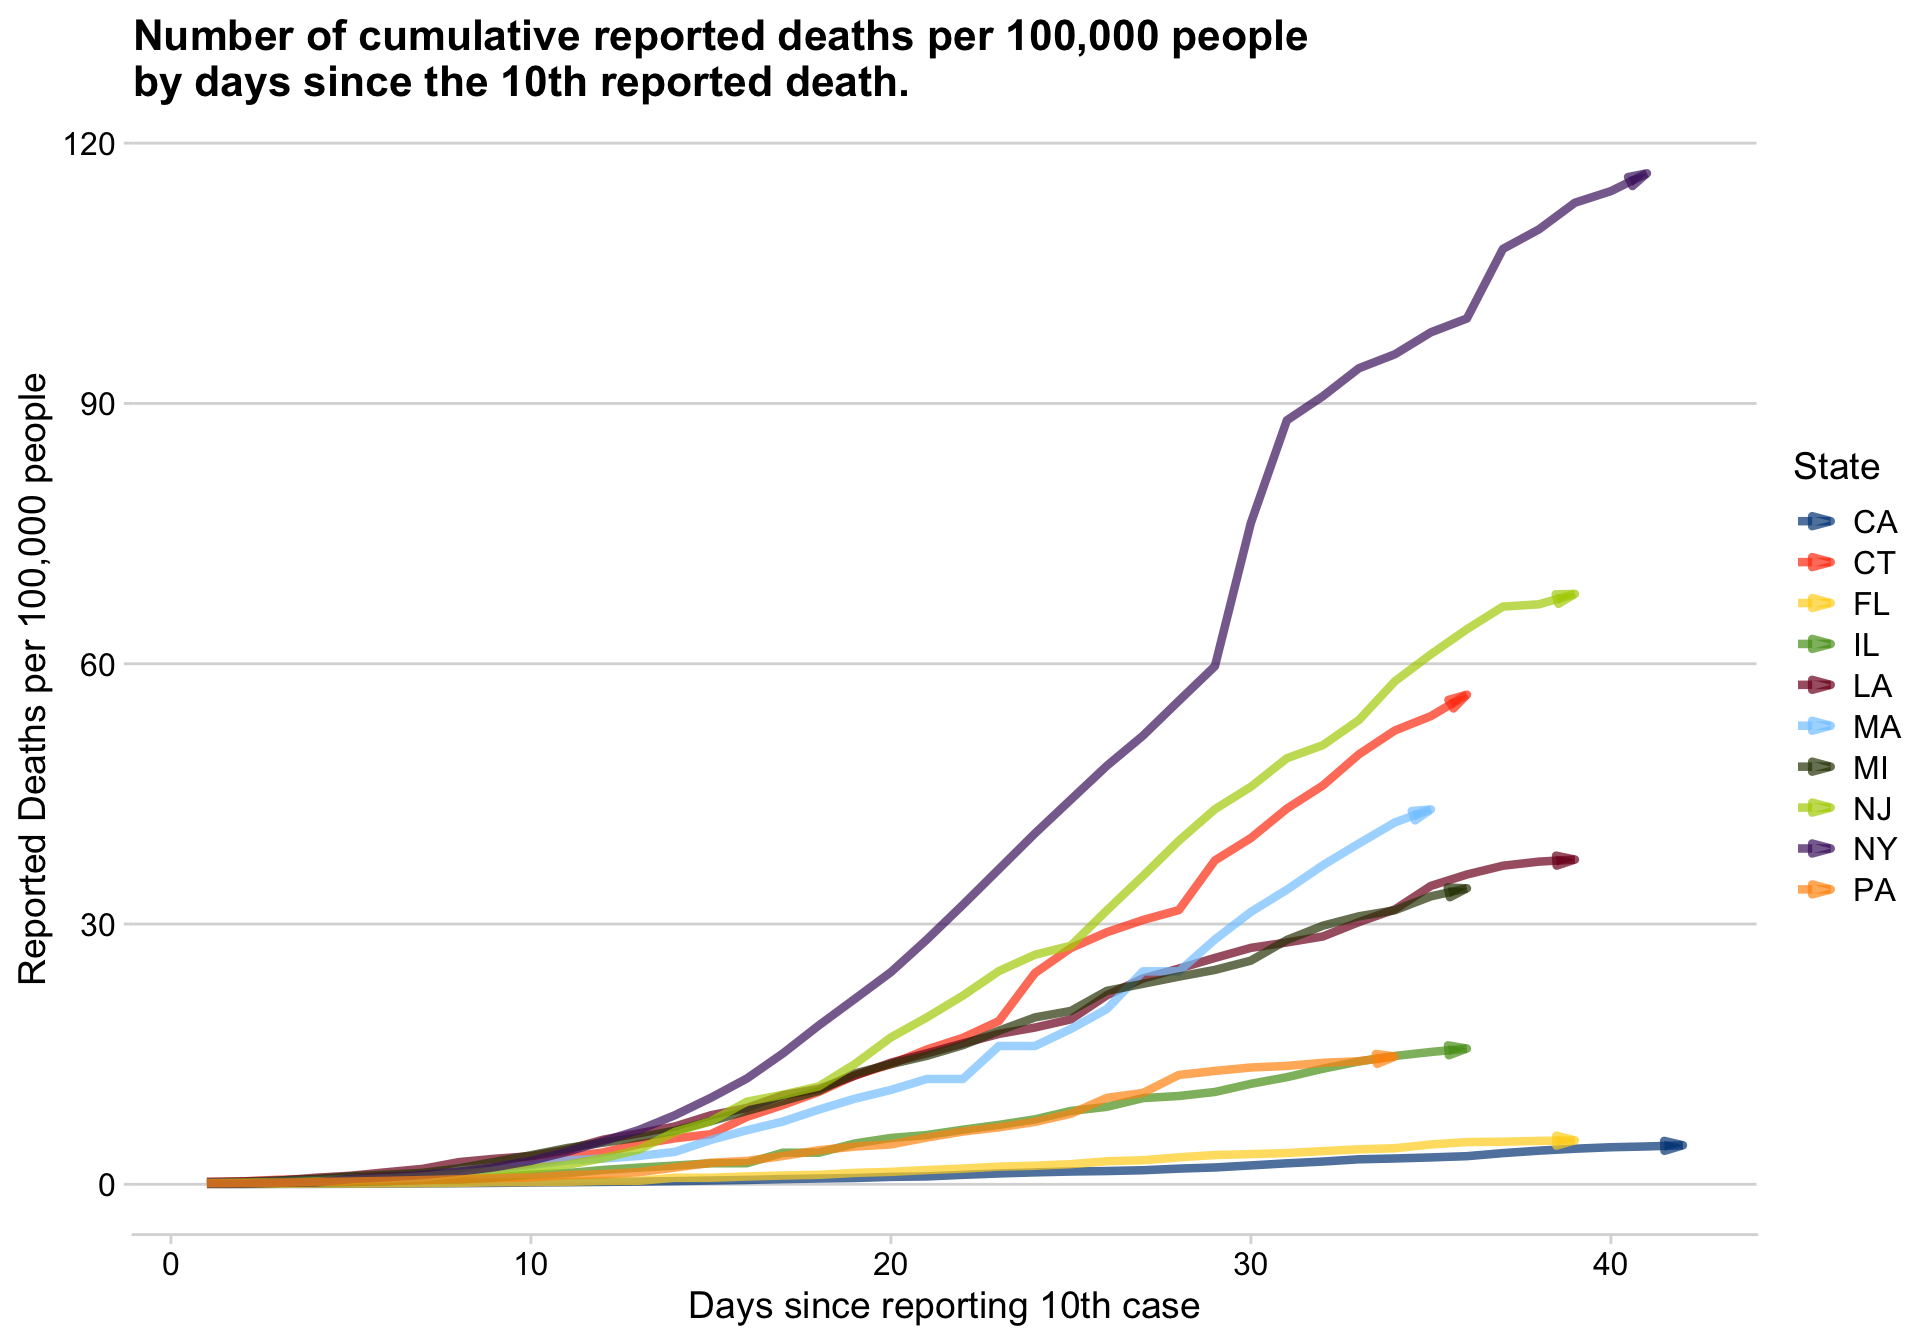 Number of cumulative reported deaths per 100,000 people
by days since the 10th reported death.
120
90
60
30
0
Reported Deaths per 100,000 people
0 10 20 30 40
Days since reporting 10th case
State
CA
CT
FL
IL
LA
MA
MI
NJ
NY
PA